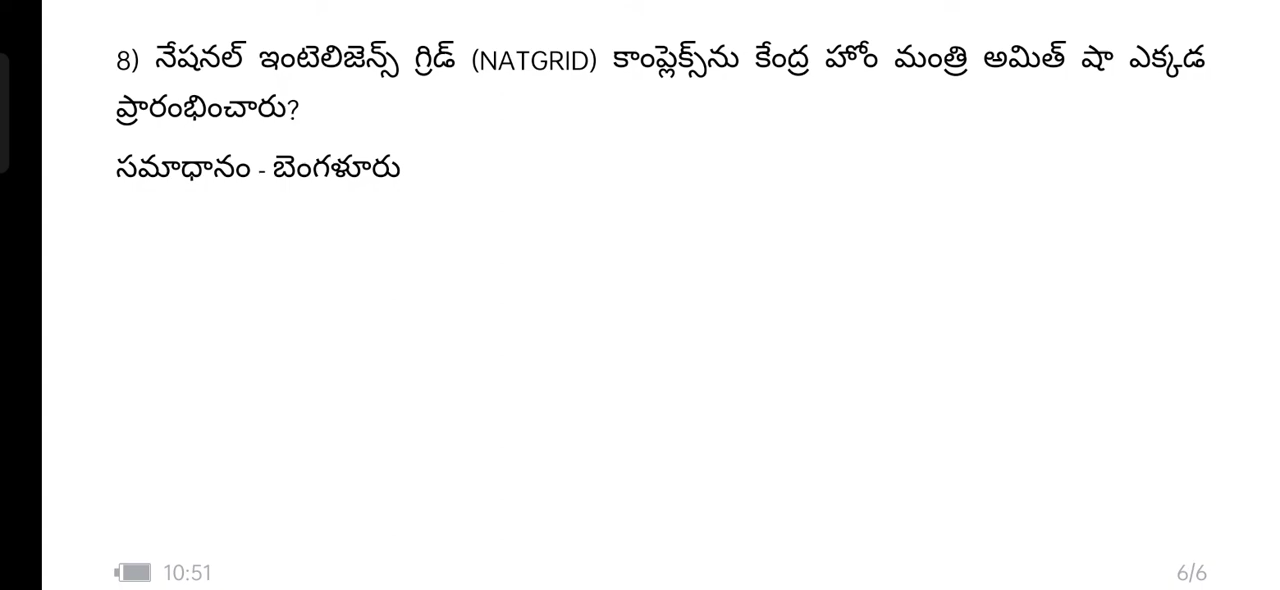 8) నేషనల్ ఇంటెలిజెన్స్ గ్రిడ్ (NATGRID) కాంప్లెక్స్‌ను కేంద్ర హోం మంత్రి అమిత్ షా ఎక్కడ
ప్రారంభించారు?
సమాధానం - బెంగళూరు
10:51
6/6